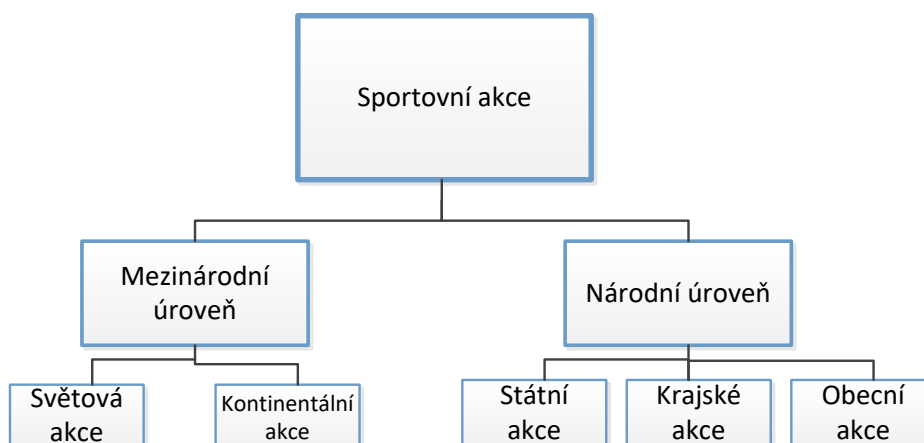 Sportovní akce
Mezinárodní
úroveň
Národní úroveň
Světová
akce
Kontinentální
akce
Státní
akce
Krajské
akce
Obecní
akce